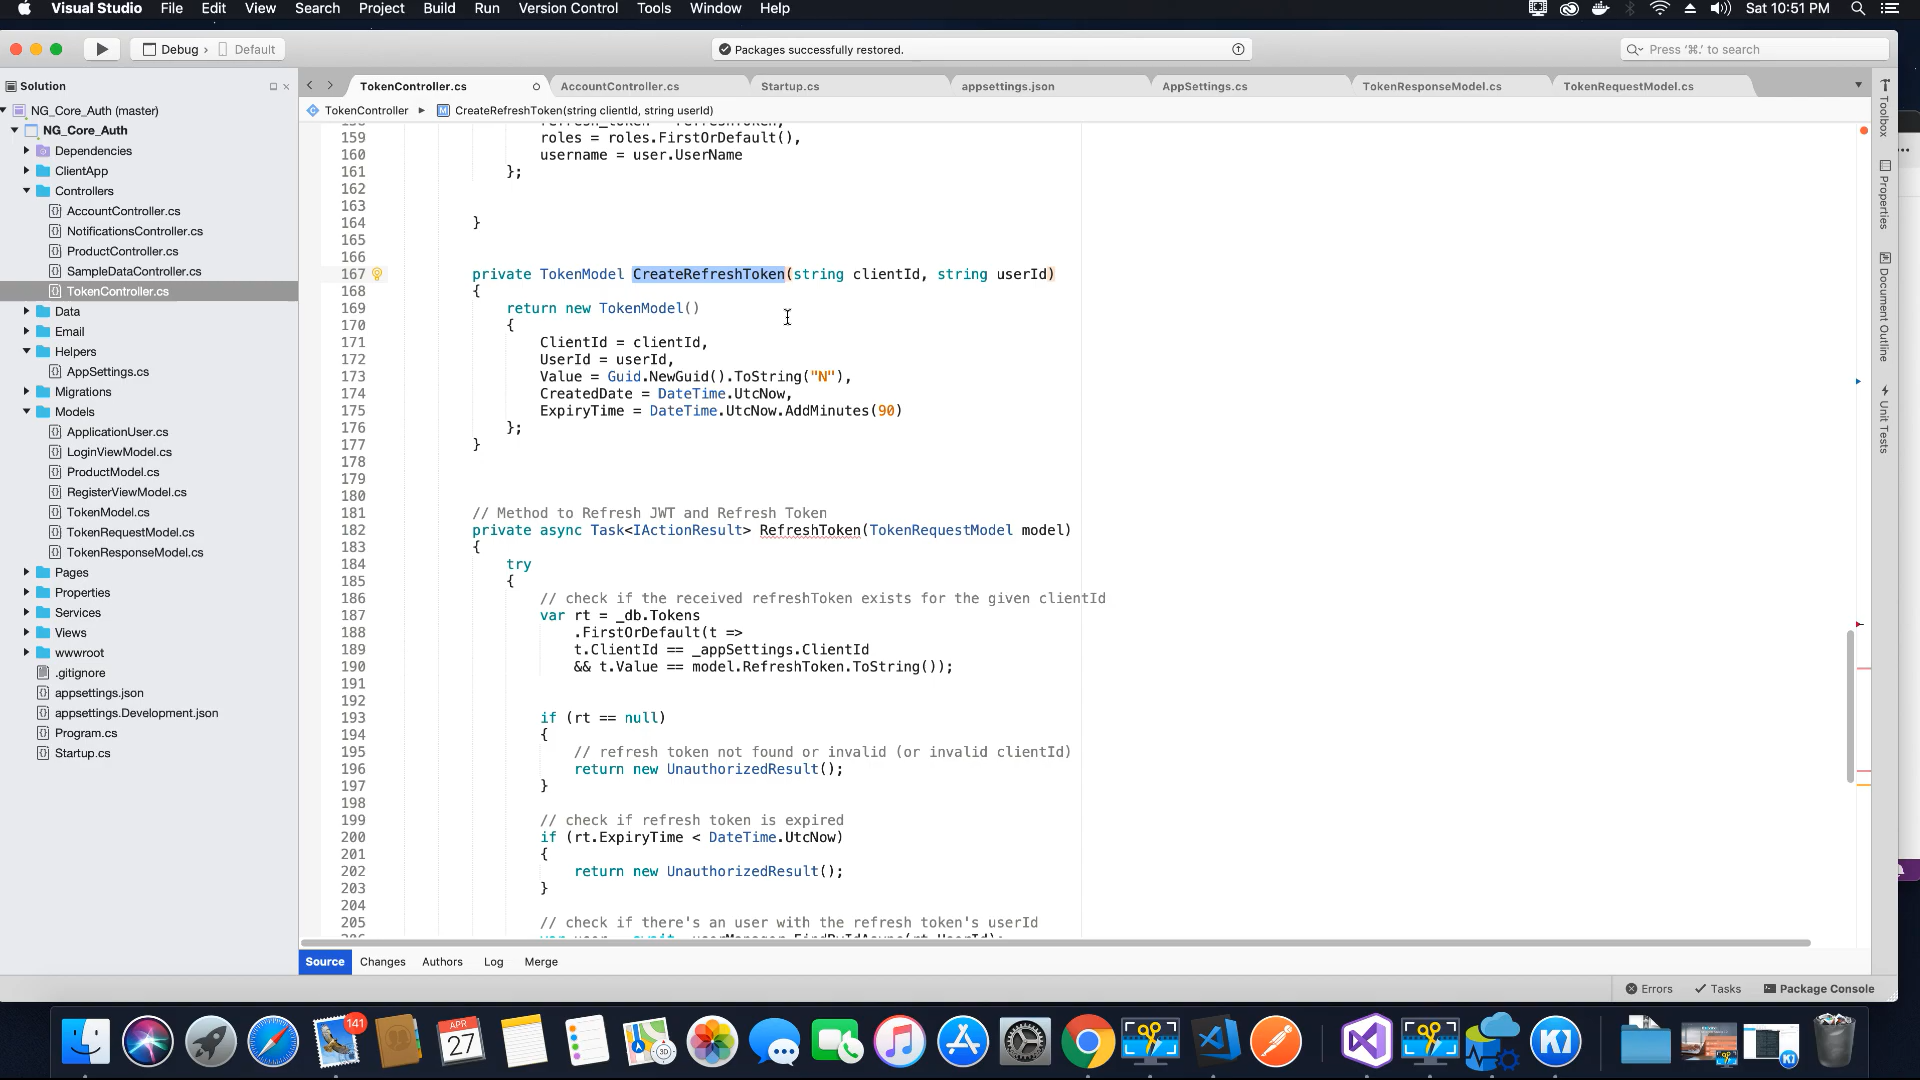 Visual Studio File Edit View Search Project Build Run Version Control Tools Window Help Sat 10:51 PM
Debug › Default
Packages successfully restored.
Press '⌘.' to search
Solution
TokenController.cs AccountController.cs Startup.cs appsettings.json AppSettings.cs TokenResponseModel.cs TokenRequestModel.cs
TokenController ▸ CreateRefreshToken(string clientId, string userId)
NG_Core_Auth (master)
NG_Core_Auth
Dependencies
ClientApp
Controllers
AccountController.cs
NotificationsController.cs
ProductController.cs
SampleDataController.cs
TokenController.cs
Data
Email
Helpers
AppSettings.cs
Migrations
Models
ApplicationUser.cs
LoginViewModel.cs
ProductModel.cs
RegisterViewModel.cs
TokenModel.cs
TokenRequestModel.cs
TokenResponseModel.cs
Pages
Properties
Services
Views
wwwroot
.gitignore
appsettings.json
appsettings.Development.json
Program.cs
Startup.cs
159 roles = roles.FirstOrDefault(),
160 username = user.UserName
161 };
162
163
164 }
165
166
167 private TokenModel CreateRefreshToken(string clientId, string userId)
168 {
169 return new TokenModel()
170 {
171 ClientId = clientId,
172 UserId = userId,
173 Value = Guid.NewGuid().ToString("N"),
174 CreatedDate = DateTime.UtcNow,
175 ExpiryTime = DateTime.UtcNow.AddMinutes(90)
176 };
177 }
178
179
180
181 // Method to Refresh JWT and Refresh Token
182 private async Task<IActionResult> RefreshToken(TokenRequestModel model)
183 {
184 try
185 {
186 // check if the received refreshToken exists for the given clientId
187 var rt = _db.Tokens
188 .FirstOrDefault(t =>
189 t.ClientId == _appSettings.ClientId
190 && t.Value == model.RefreshToken.ToString());
191
192
193 if (rt == null)
194 {
195 // refresh token not found or invalid (or invalid clientId)
196 return new UnauthorizedResult();
197 }
198
199 // check if refresh token is expired
200 if (rt.ExpiryTime < DateTime.UtcNow)
201 {
202 return new UnauthorizedResult();
203 }
204
205 // check if there's an user with the refresh token's userId
Toolbox
Properties
Document Outline
Unit Tests
Source Changes Authors Log Merge
Errors Tasks Package Console
141
APR
27
3D